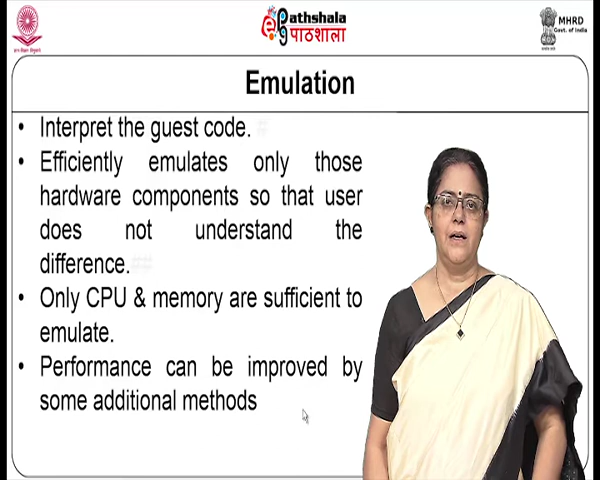 Pathshala
पाठशाला
MHRD
Govt. of India
Emulation
• Interpret the guest code.
• Efficiently emulates only those
hardware components so that user
does not understand the
difference.
• Only CPU & memory are sufficient to
emulate.
• Performance can be improved by
some additional methods